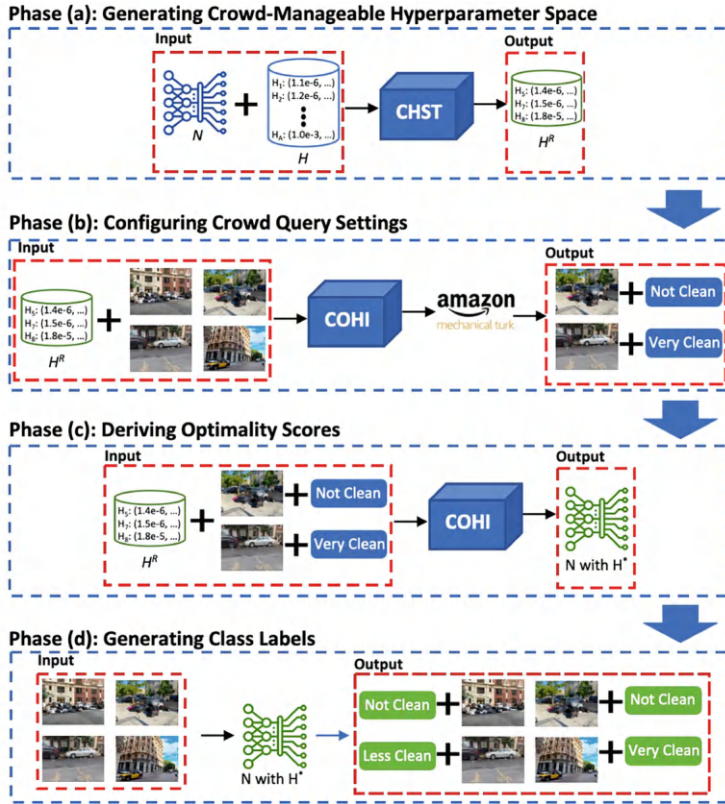 Phase (a): Generating Crowd-Manageable Hyperparameter Space
Input
Output
H₁: (1.1e-6, ...)
H₂: (1.2e-6, ...)
H_A: (1.0e-3, ...)
N
H
CHST
H₅: (1.4e-6, ...)
H₇: (1.5e-6, ...)
H₈: (1.8e-5, ...)
Hᴿ
Phase (b): Configuring Crowd Query Settings
Input
Output
H₅: (1.4e-6, ...)
H₇: (1.5e-6, ...)
H₈: (1.8e-5, ...)
Hᴿ
COHI
amazon
mechanical turk
Not Clean
Very Clean
Phase (c): Deriving Optimality Scores
Input
Output
H₅: (1.4e-6, ...)
H₇: (1.5e-6, ...)
H₈: (1.8e-5, ...)
Hᴿ
Not Clean
Very Clean
COHI
N with H*
Phase (d): Generating Class Labels
Input
Output
N with H*
Not Clean
Not Clean
Less Clean
Very Clean